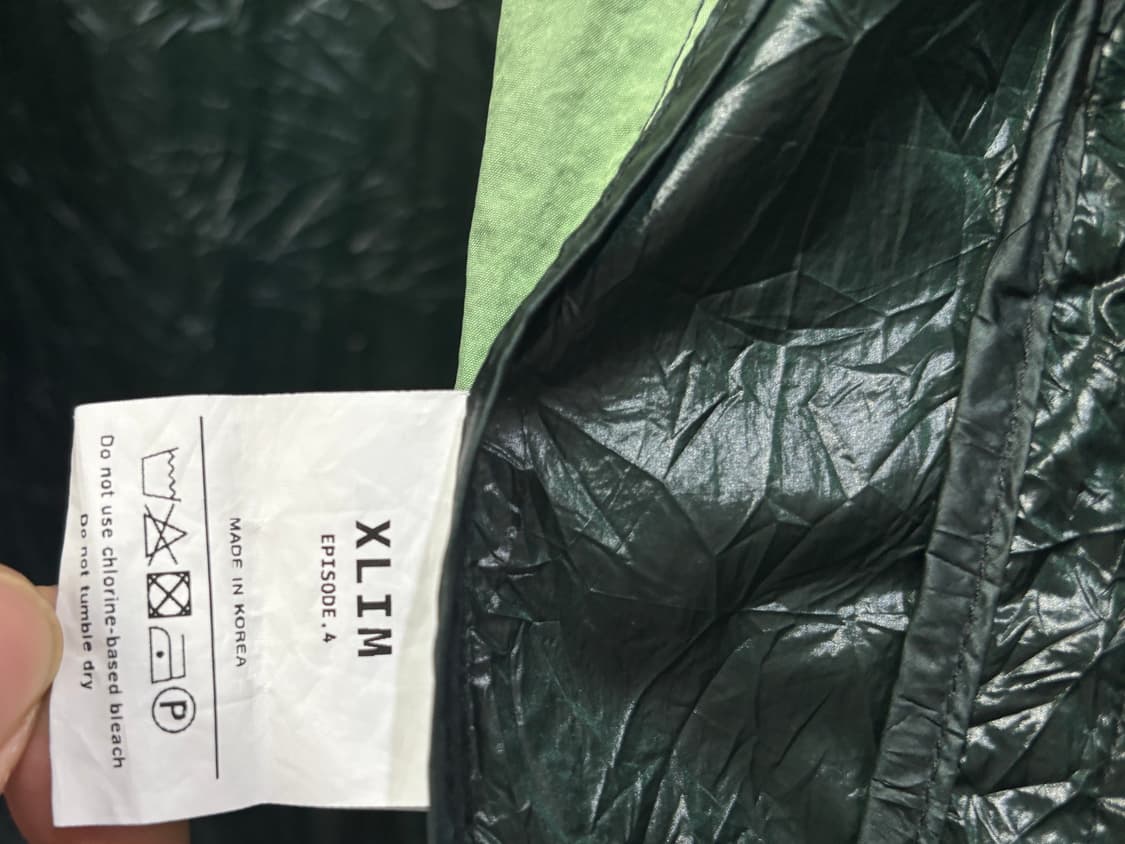 XLIM
EPISODE.4
MADE IN KOREA
P
Do not use chlorine-based bleach
Do not tumble dry